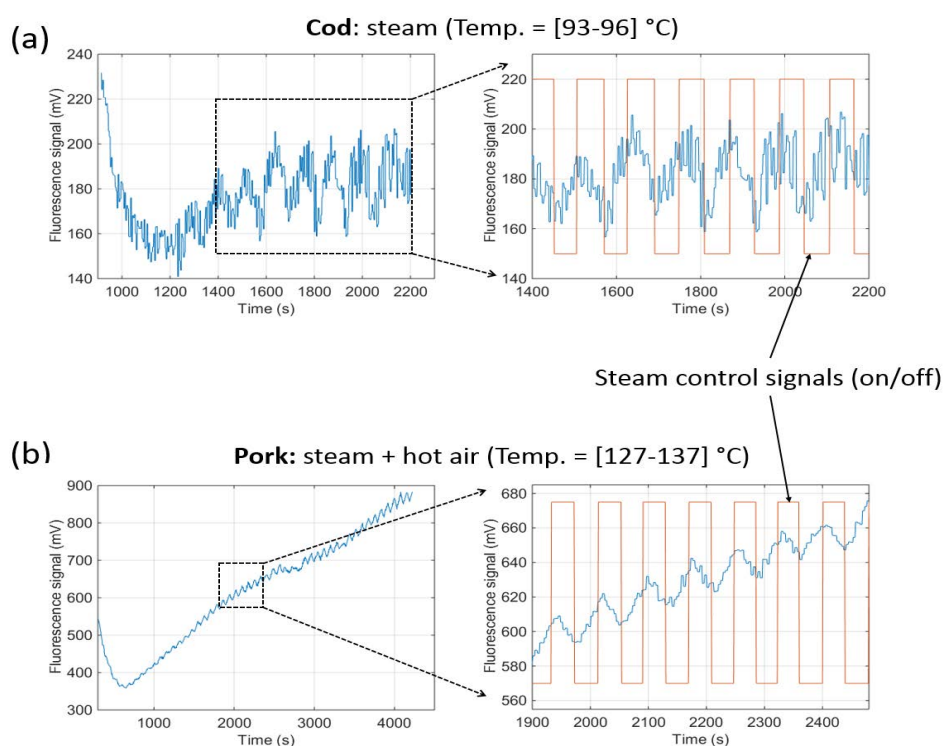 (a)
Cod: steam (Temp. = [93-96] °C)
Fluorescence signal (mV)
240
220
200
180
160
140
1000 1200 1400 1600 1800 2000 2200
Time (s)
Fluorescence signal (mV)
220
200
180
160
140
1400 1600 1800 2000 2200
Time (s)
Steam control signals (on/off)
(b)
Pork: steam + hot air (Temp. = [127-137] °C)
Fluorescence signal (mV)
900
800
700
600
500
400
300
1000 2000 3000 4000
Time (s)
Fluorescence signal (mV)
680
660
640
620
600
580
560
1900 2000 2100 2200 2300 2400
Time (s)